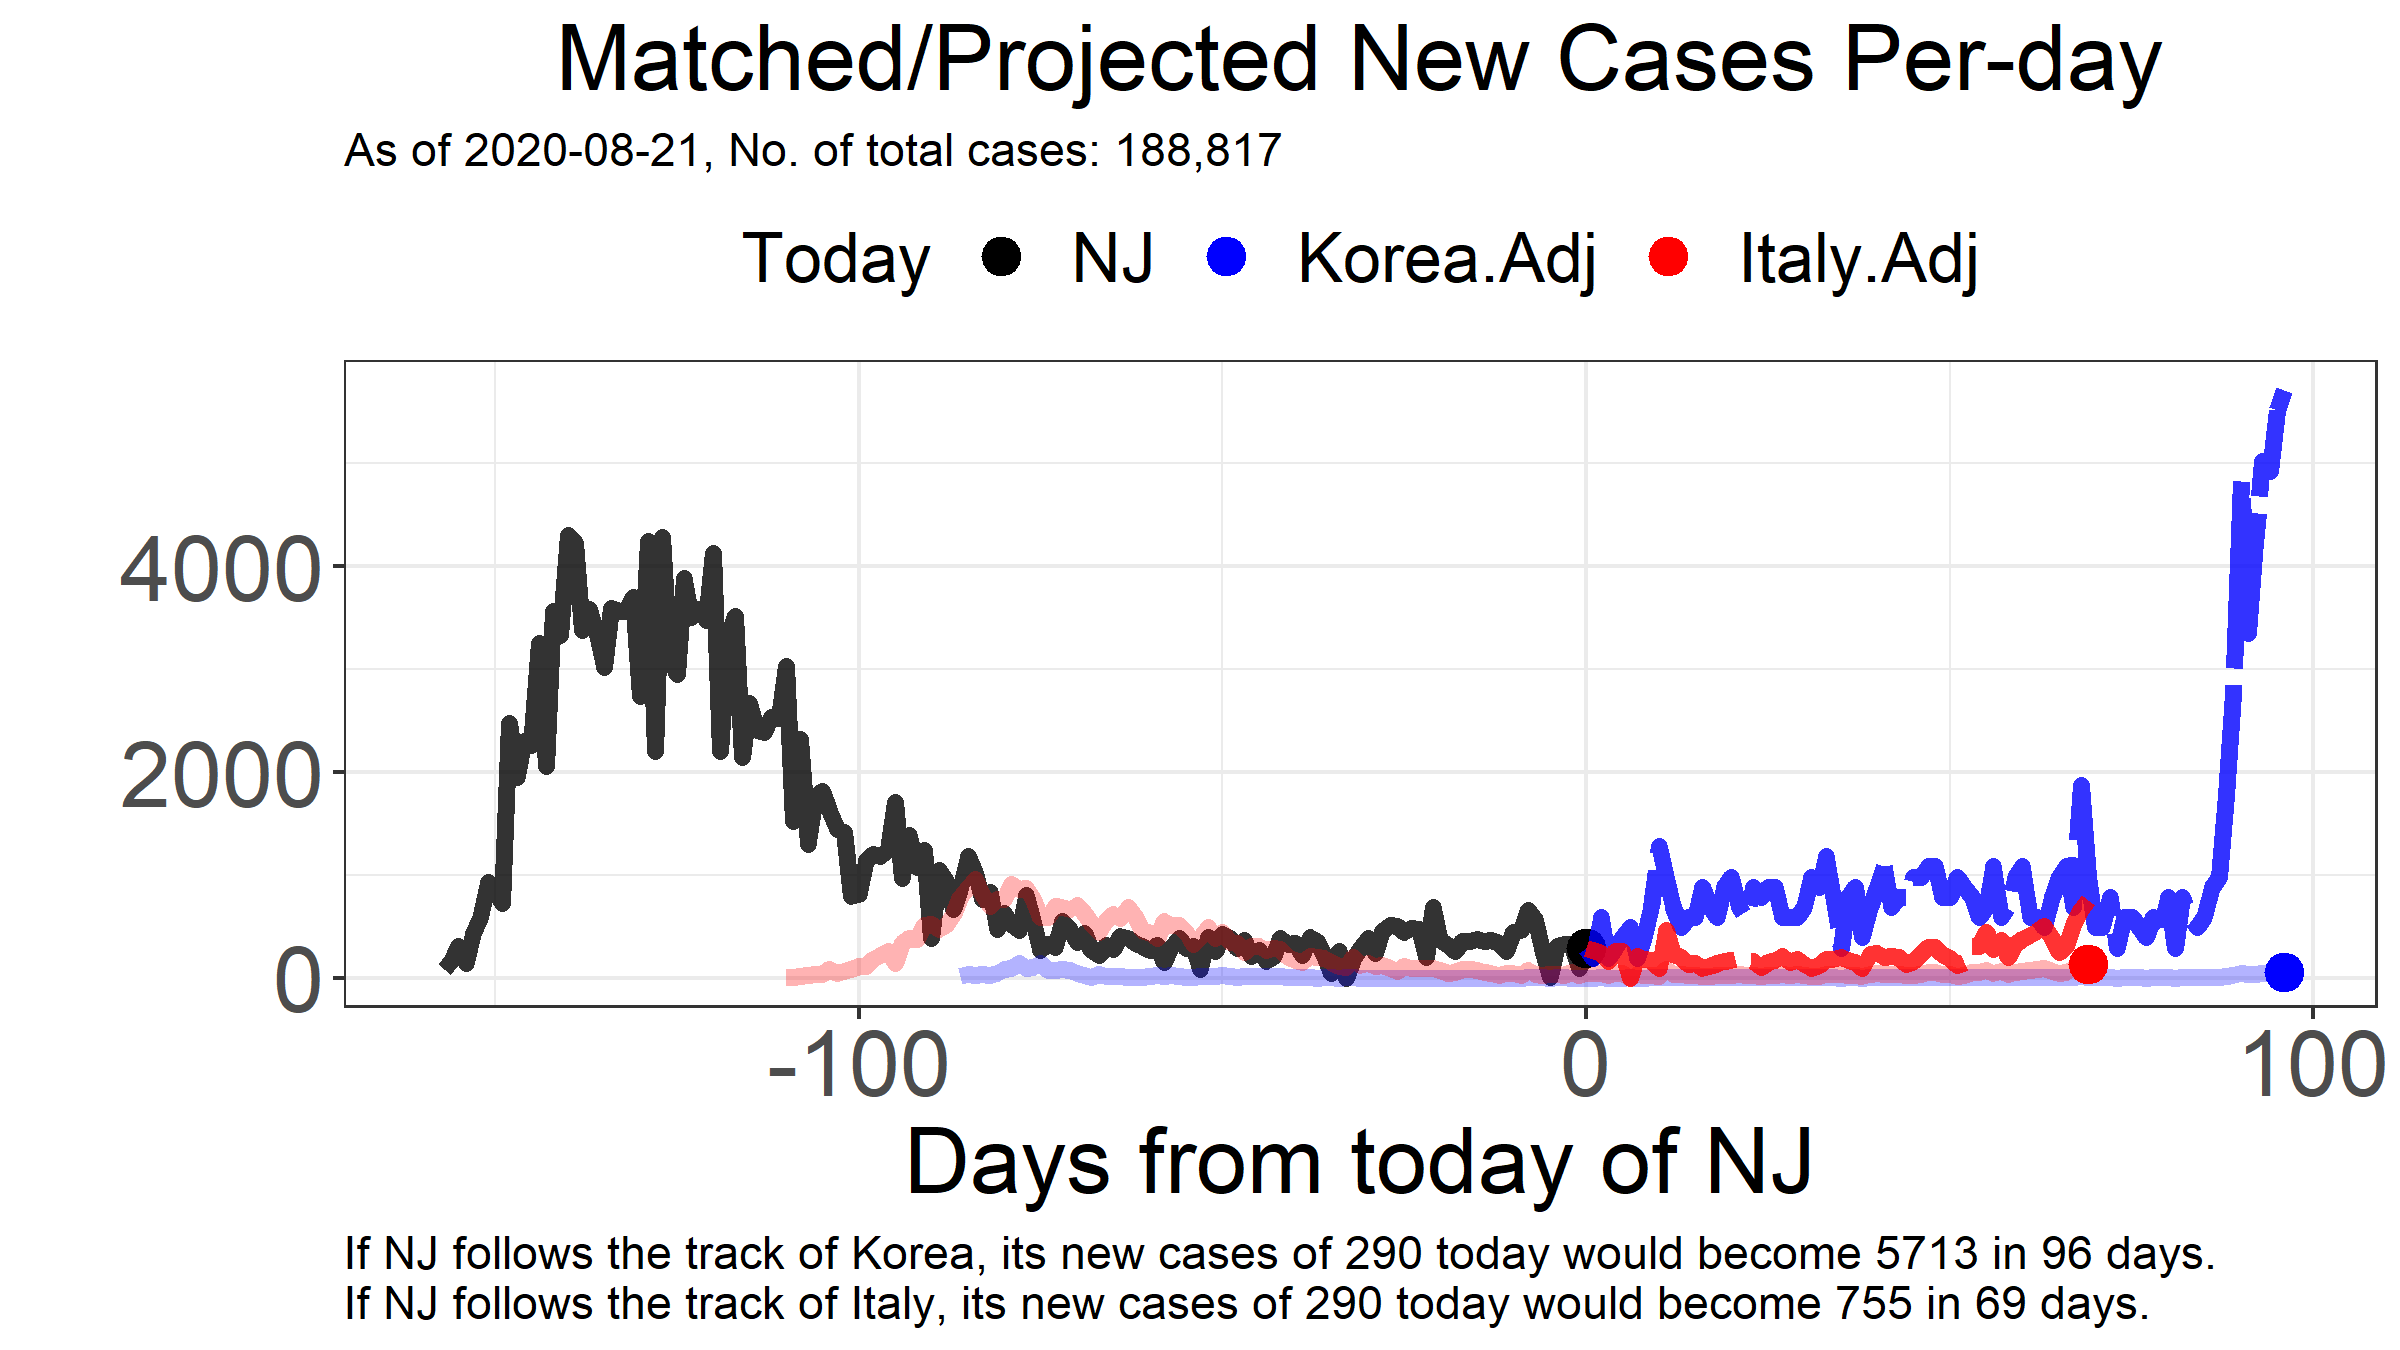 Matched/Projected New Cases Per-day
As of 2020-08-21, No. of total cases: 188,817
Today NJ Korea.Adj Italy.Adj
4000
2000
0
-100 0 100
Days from today of NJ
If NJ follows the track of Korea, its new cases of 290 today would become 5713 in 96 days.
If NJ follows the track of Italy, its new cases of 290 today would become 755 in 69 days.